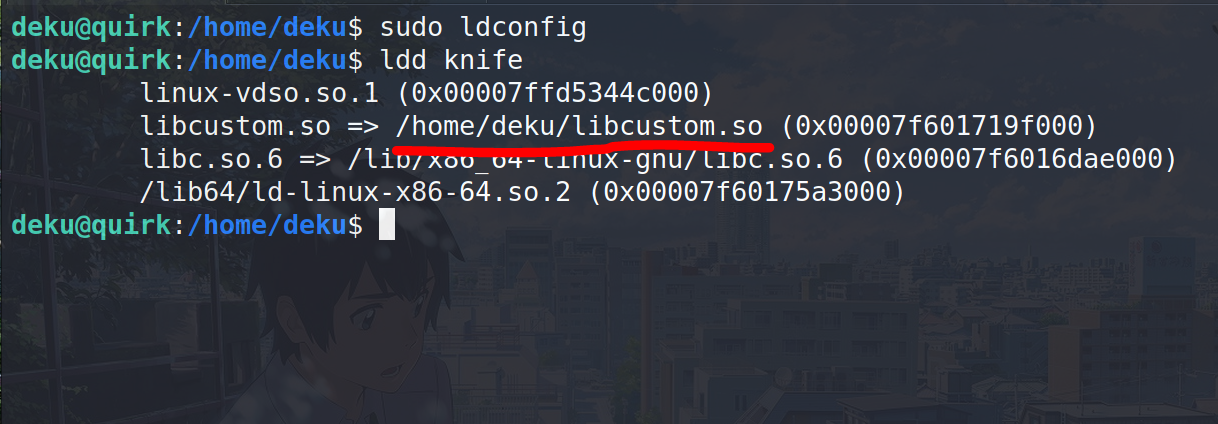 deku@quirk:/home/deku$ sudo ldconfig
deku@quirk:/home/deku$ ldd knife
linux-vdso.so.1 (0x00007ffd5344c000)
libcustom.so => /home/deku/libcustom.so (0x00007f601719f000)
libc.so.6 => /lib/x86_64-linux-gnu/libc.so.6 (0x00007f6016dae000)
/lib64/ld-linux-x86-64.so.2 (0x00007f60175a3000)
deku@quirk:/home/deku$